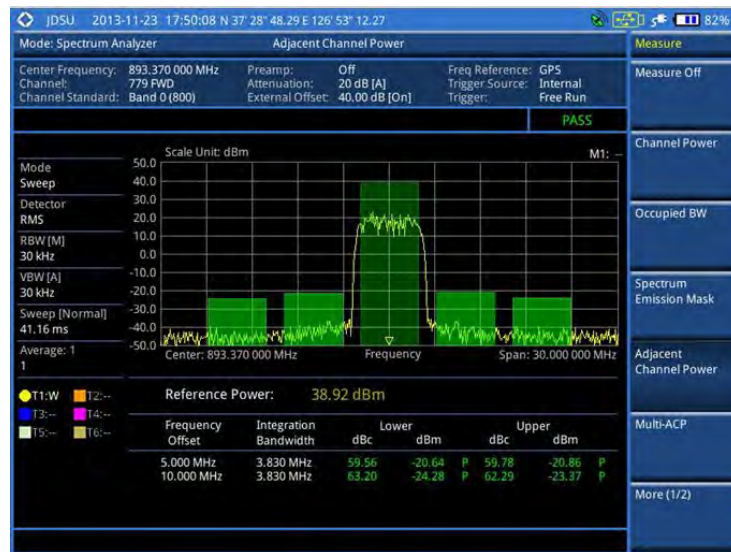 JDSU 2013-11-23 17:50:08 N 37' 28" 48.29 E 126' 53" 12.27 82%
Mode: Spectrum Analyzer Adjacent Channel Power Measure
Center Frequency: 893.370 000 MHz Preamp: Off Freq Reference: GPS
Channel: 779 FWD Attenuation: 20 dB [A] Trigger Source: Internal
Channel Standard: Band 0 (800) External Offset: 40.00 dB [On] Trigger: Free Run
Measure Off
PASS
Channel Power
Scale Unit: dBm M1: --
Mode
Sweep
Detector
RMS
RBW [M]
30 kHz
VBW [A]
30 kHz
Sweep [Normal]
41.16 ms
Average: 1
1
50.0
40.0
30.0
20.0
10.0
0.0
-10.0
-20.0
-30.0
-40.0
-50.0
Center: 893.370 000 MHz Frequency Span: 30.000 000 MHz
Occupied BW
Spectrum
Emission Mask
Adjacent
Channel Power
T1:W T2:--
T3:-- T4:--
T5:-- T6:--
Reference Power: 38.92 dBm
Frequency Integration Lower Upper
Offset Bandwidth dBc dBm dBc dBm
5.000 MHz 3.830 MHz 59.56 -20.64 P 59.78 -20.86 P
10.000 MHz 3.830 MHz 63.20 -24.28 P 62.29 -23.37 P
Multi-ACP
More (1/2)